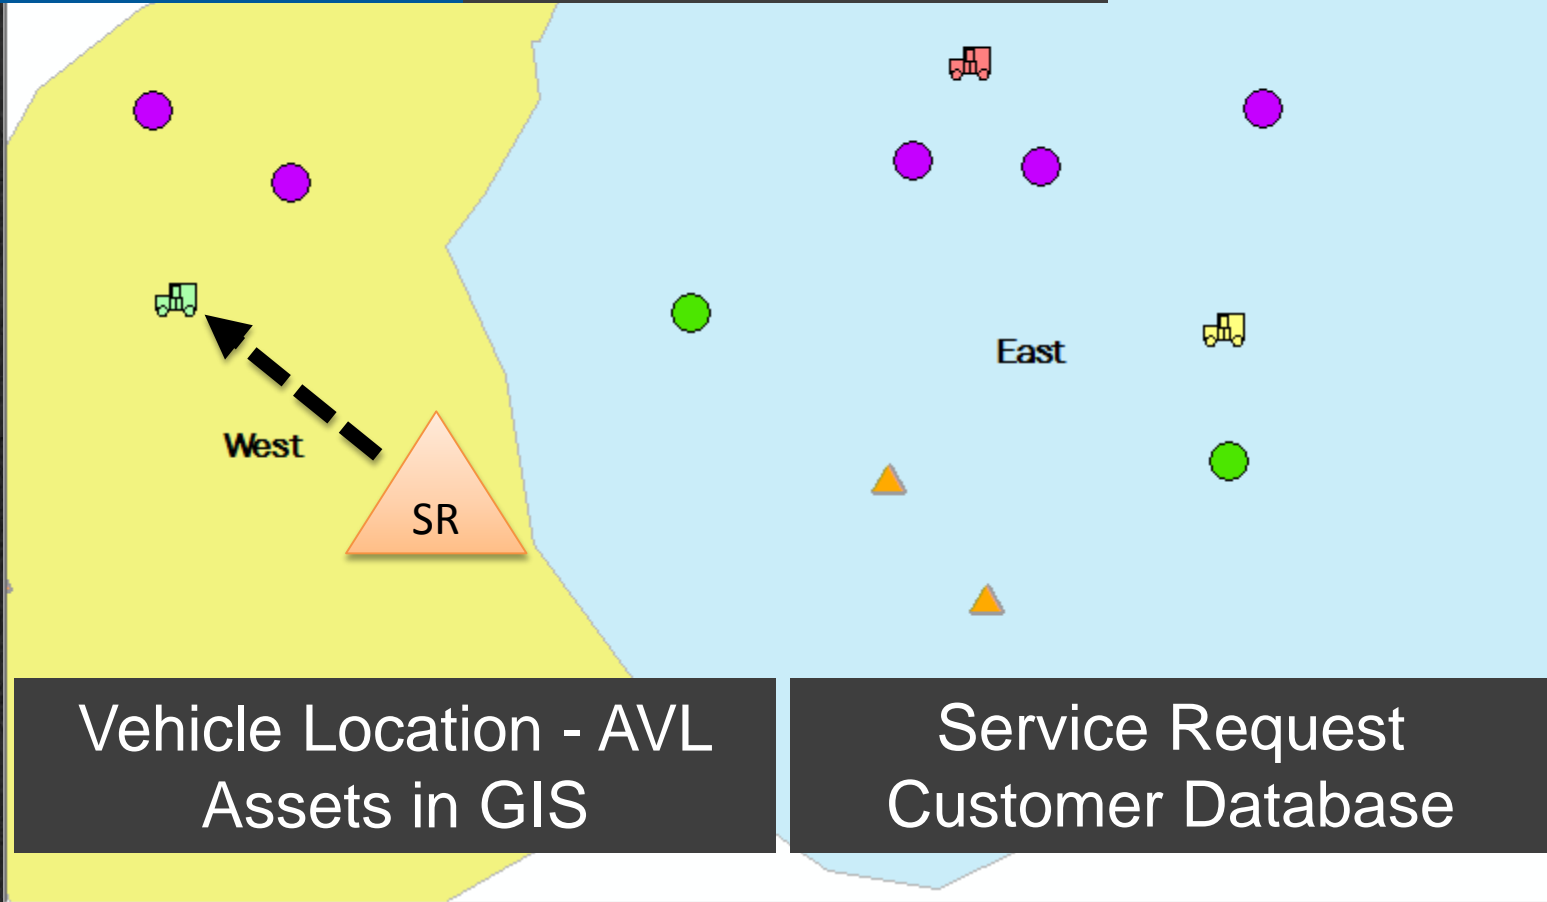 East
West
SR
Vehicle Location - AVL
Assets in GIS
Service Request
Customer Database